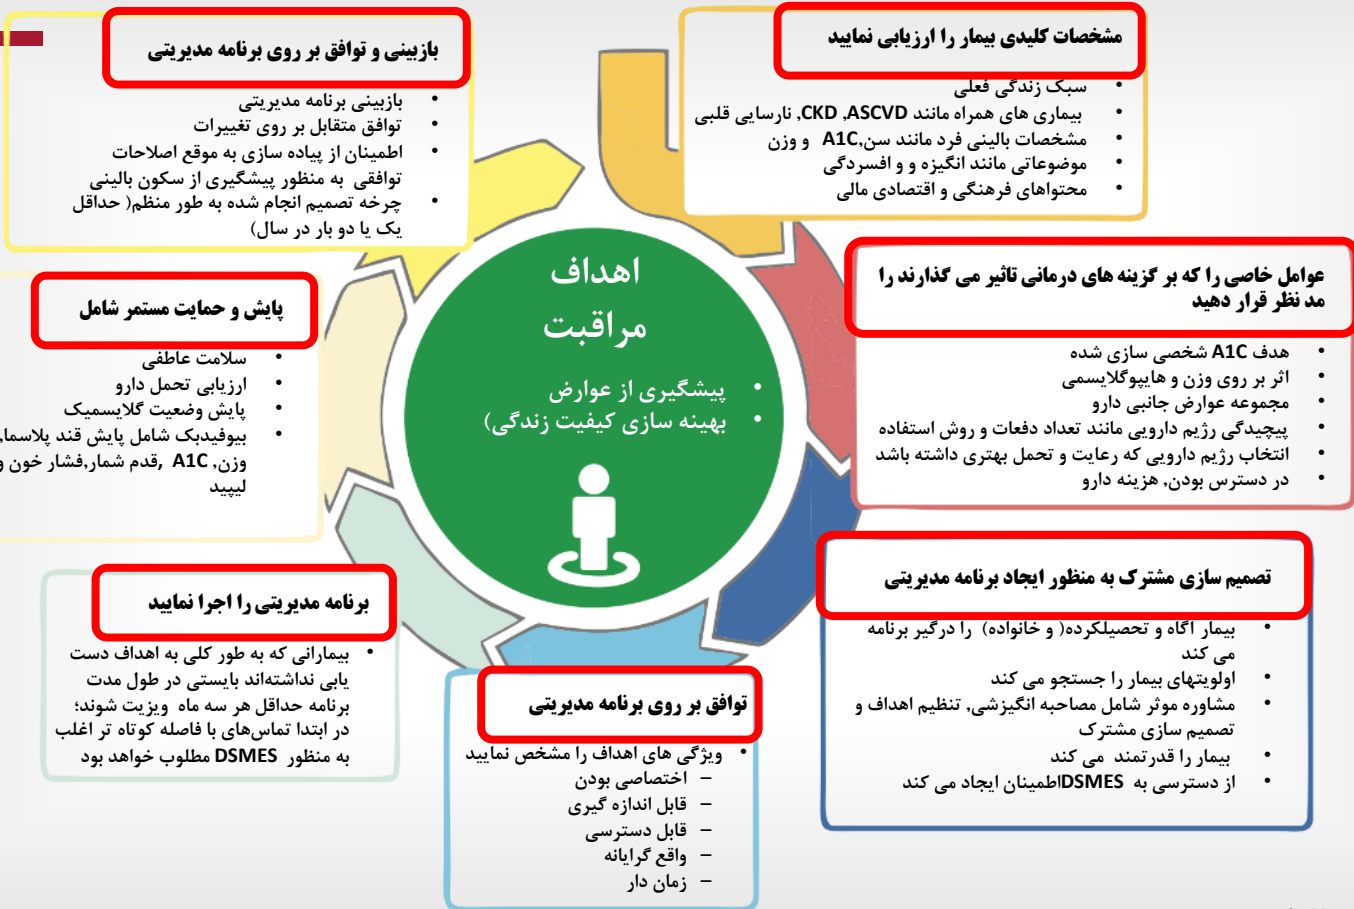 مشخصات کلیدی بیمار را ارزیابی نمایید
• سبک زندگی فعلی
• بیماری های همراه مانند CKD ,ASCVD, نارسایی قلبی
• مشخصات بالینی فرد مانند سن,A1C و وزن
• موضوعاتی مانند انگیزه و و افسردگی
• محتواهای فرهنگی و اقتصادی مالی
عوامل خاصی را که بر گزینه های درمانی تاثیر می گذارند را
مد نظر قرار دهید
• هدف A1C شخصی سازی شده
• اثر بر روی وزن و هایپوگلایسمی
• مجموعه عوارض جانبی دارو
• پیچیدگی رژیم دارویی مانند تعداد دفعات و روش استفاده
• انتخاب رژیم دارویی که رعایت و تحمل بهتری داشته باشد
• در دسترس بودن, هزینه دارو
تصمیم سازی مشترک به منظور ایجاد برنامه مدیریتی
• بیمار آگاه و تحصیلکرده( و خانواده) را درگیر برنامه
می کند
• اولویتهای بیمار را جستجو می کند
• مشاوره موثر شامل مصاحبه انگیزشی, تنظیم اهداف و
تصمیم سازی مشترک
• بیمار را قدرتمند می کند
• از دسترسی به DSMESاطمینان ایجاد می کند
توافق بر روی برنامه مدیریتی
• ویژگی های اهداف را مشخص نمایید
– اختصاصی بودن
– قابل اندازه گیری
– قابل دسترسی
– واقع گرایانه
– زمان دار
برنامه مدیریتی را اجرا نمایید
• بیمارانی که به طور کلی به اهداف دست
یابی نداشته‌اند بایستی در طول مدت
برنامه حداقل هر سه ماه ویزیت شوند؛
در ابتدا تماس‌های با فاصله کوتاه تر اغلب
به منظور DSMES مطلوب خواهد بود
پایش و حمایت مستمر شامل
• سلامت عاطفی
• ارزیابی تحمل دارو
• پایش وضعیت گلایسمیک
• بیوفیدبک شامل پایش قند پلاسما,
وزن, A1C ,قدم شمار,فشار خون و
لیپید
بازبینی و توافق بر روی برنامه مدیریتی
• بازبینی برنامه مدیریتی
• توافق متقابل بر روی تغییرات
• اطمینان از پیاده سازی به موقع اصلاحات
توافقی به منظور پیشگیری از سکون بالینی
• چرخه تصمیم انجام شده به طور منظم( حداقل
یک یا دو بار در سال)
اهداف
مراقبت
• پیشگیری از عوارض
• بهینه سازی کیفیت زندگی)